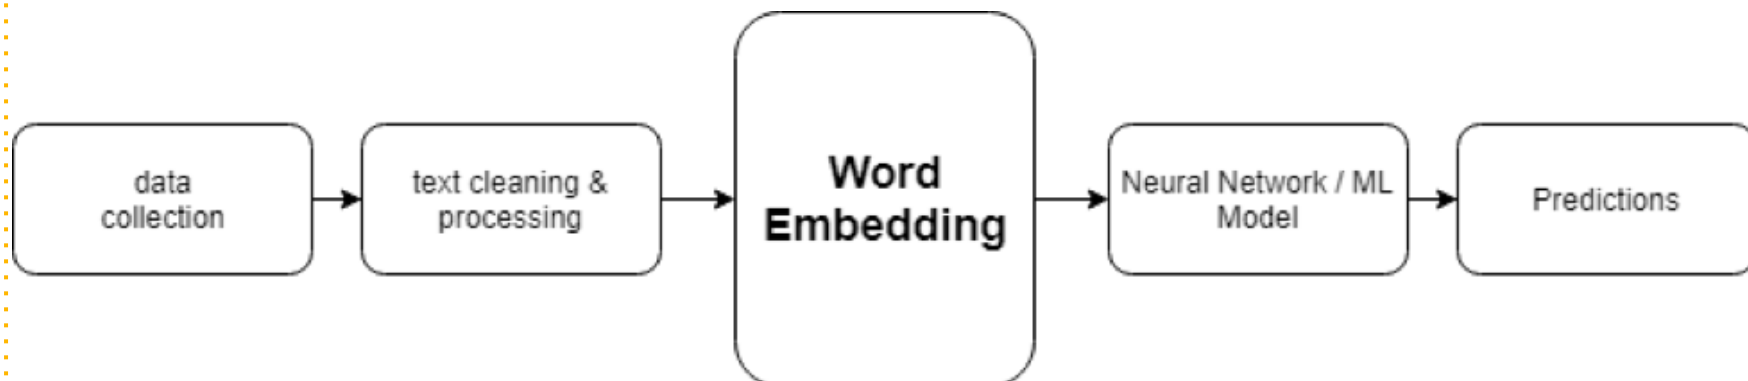 data
collection
text cleaning &
processing
Word
Embedding
Neural Network / ML
Model
Predictions